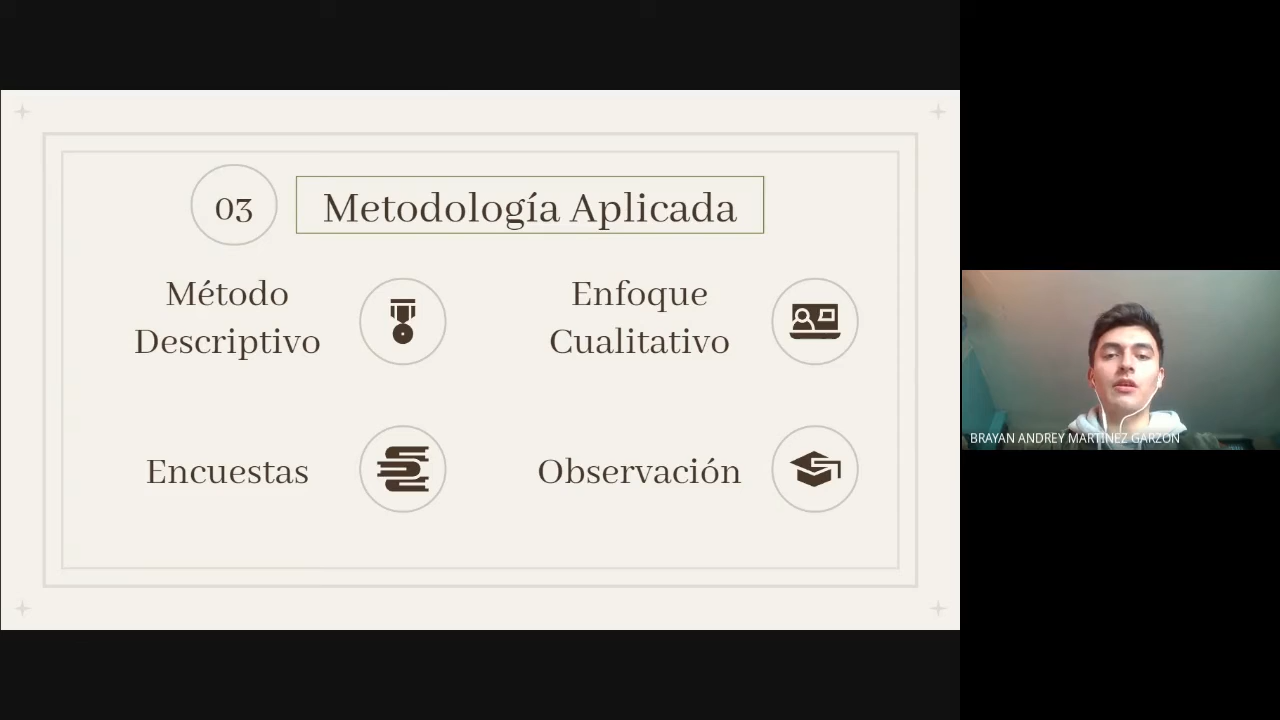 03
Metodología Aplicada
Método
Descriptivo
Enfoque
Cualitativo
Encuestas
Observación
BRAYAN ANDREY MARTINEZ GARZON